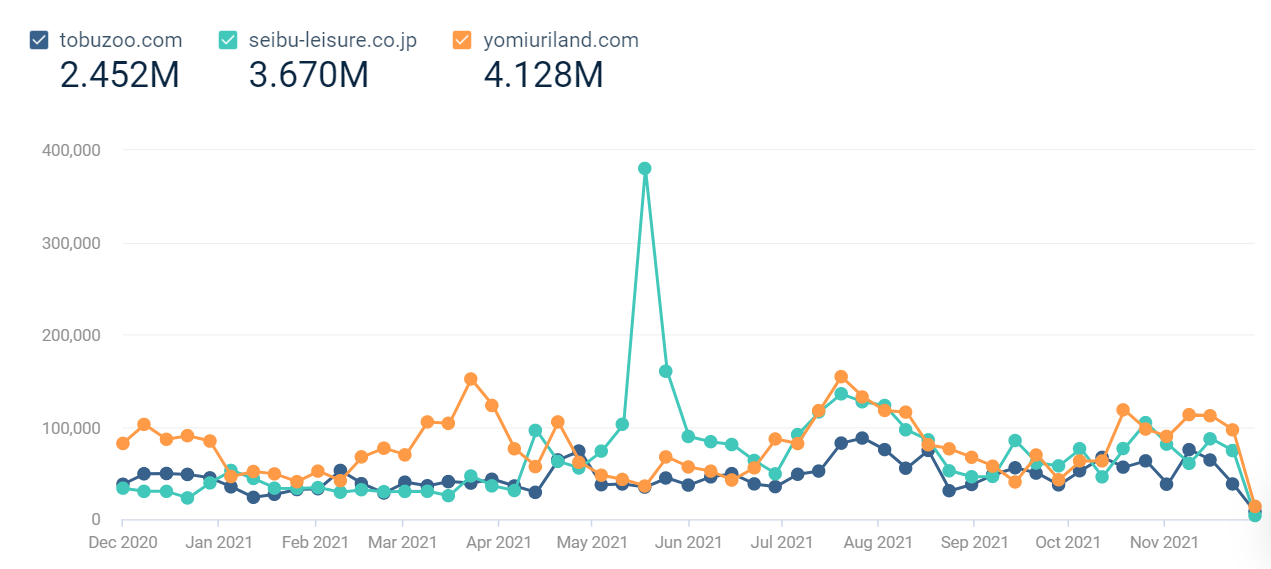 tobuzoo.com seibu-leisure.co.jp yomiuriland.com
2.452M 3.670M 4.128M
400,000
300,000
200,000
100,000
0
Dec 2020 Jan 2021 Feb 2021 Mar 2021 Apr 2021 May 2021 Jun 2021 Jul 2021 Aug 2021 Sep 2021 Oct 2021 Nov 2021